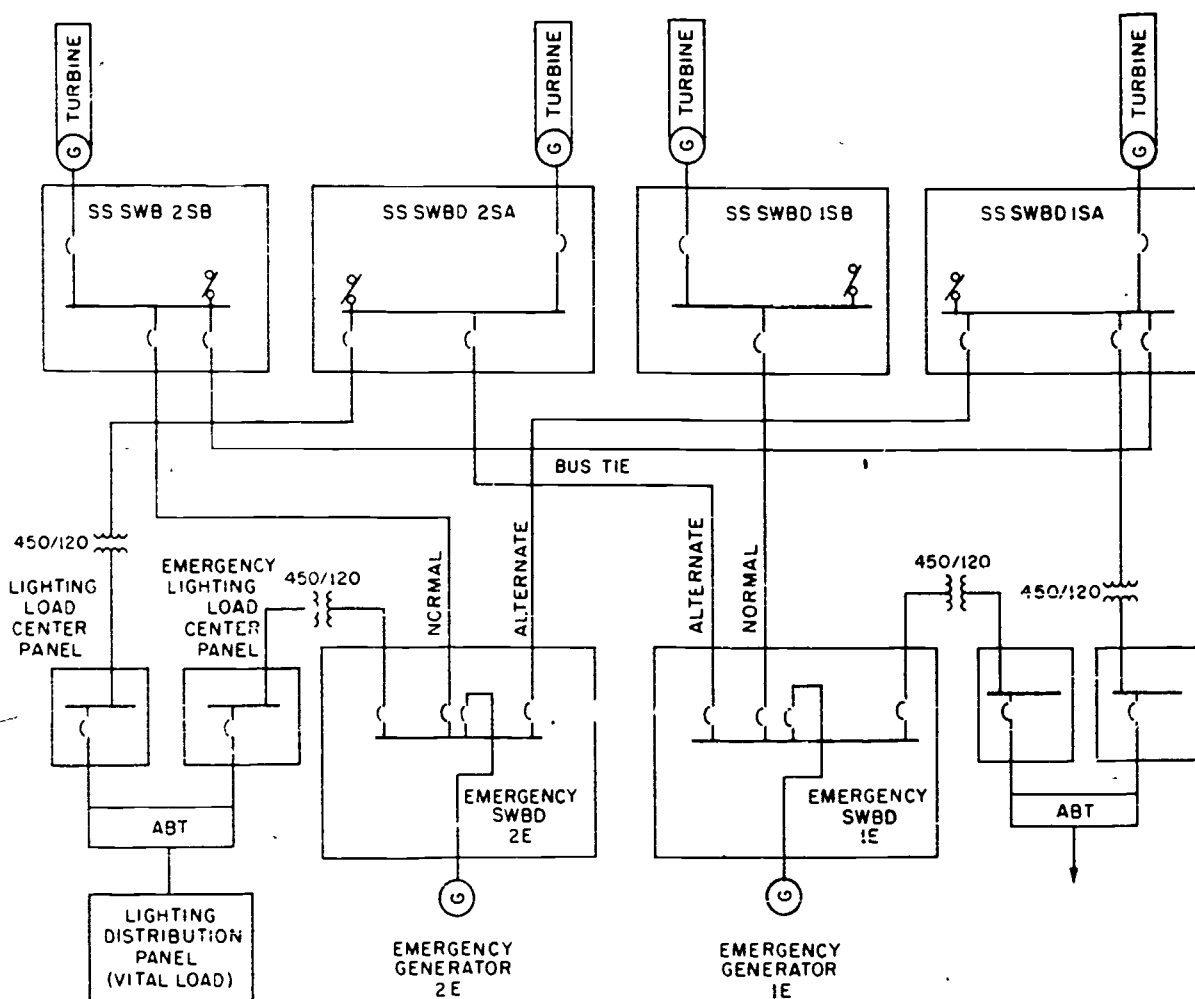 TURBINE
TURBINE
TURBINE
TURBINE
G
G
G
G
SS SWB 2SB
SS SWBD 2SA
SS SWBD 1SB
SS SWBD 1SA
BUS TIE
450/120
LIGHTING
LOAD
CENTER
PANEL
EMERGENCY
LIGHTING
LOAD
CENTER
PANEL
450/120
NORMAL
ALTERNATE
ALTERNATE
NORMAL
450/120
450/120
ABT
EMERGENCY
SWBD
2E
EMERGENCY
SWBD
1E
ABT
LIGHTING
DISTRIBUTION
PANEL
(VITAL LOAD)
G
G
EMERGENCY
GENERATOR
2E
EMERGENCY
GENERATOR
1E